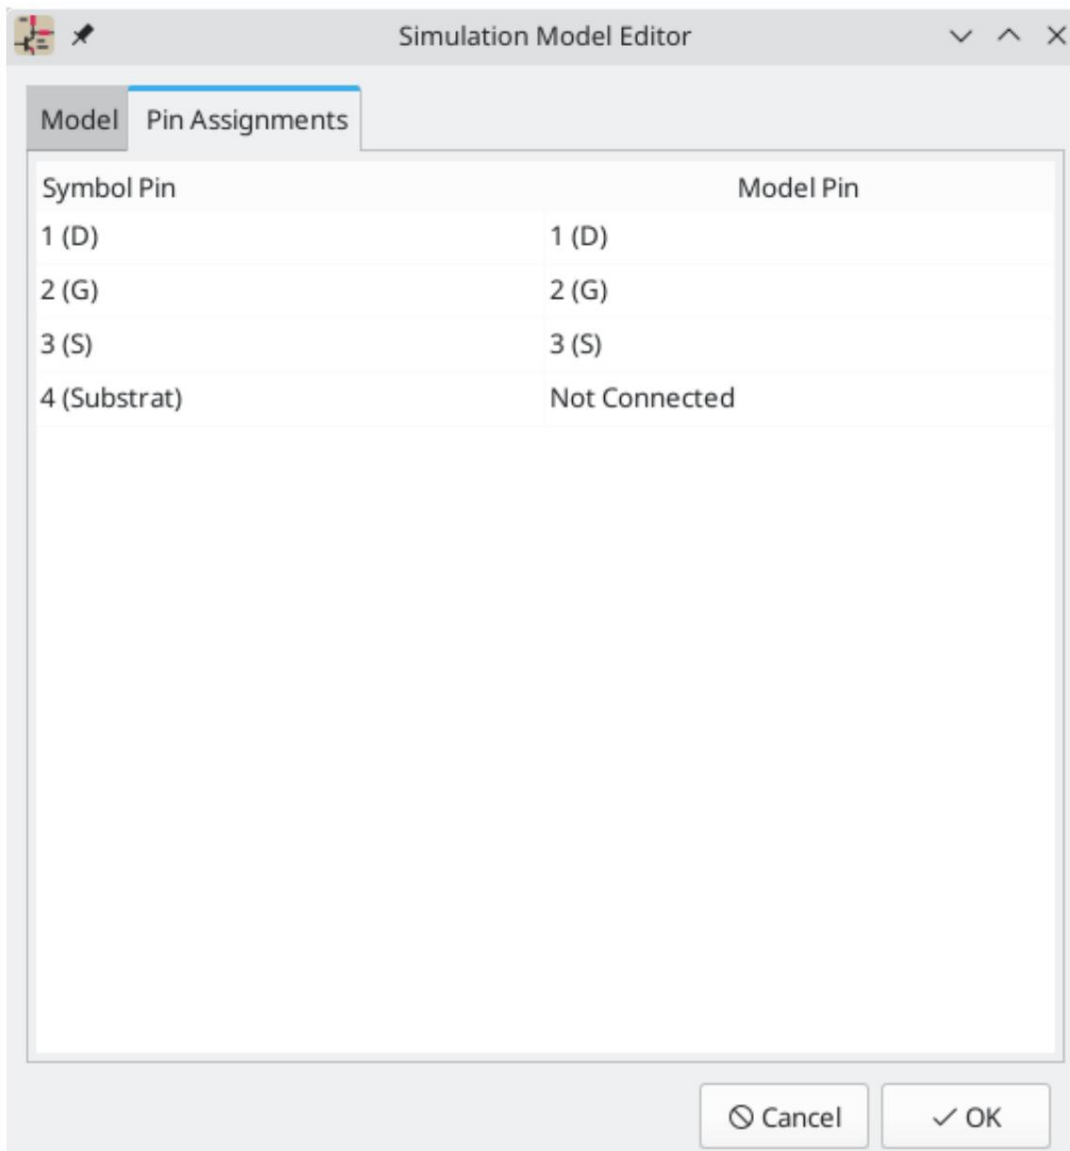 Simulation Model Editor
Model Pin Assignments
Symbol Pin Model Pin
1 (D) 1 (D)
2 (G) 2 (G)
3 (S) 3 (S)
4 (Substrat) Not Connected
Cancel OK